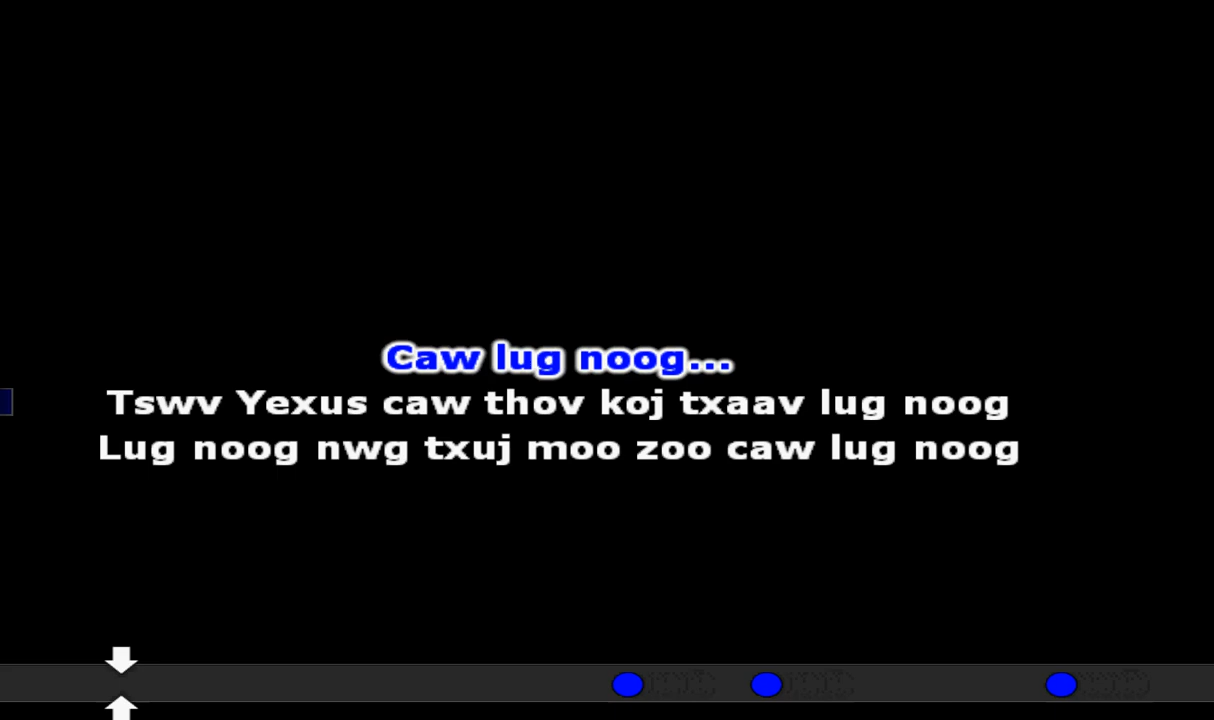 Caw lug noog...
Tswv Yexus caw thov koj txaav lug noog
Lug noog nwg txuj moo zoo caw lug noog